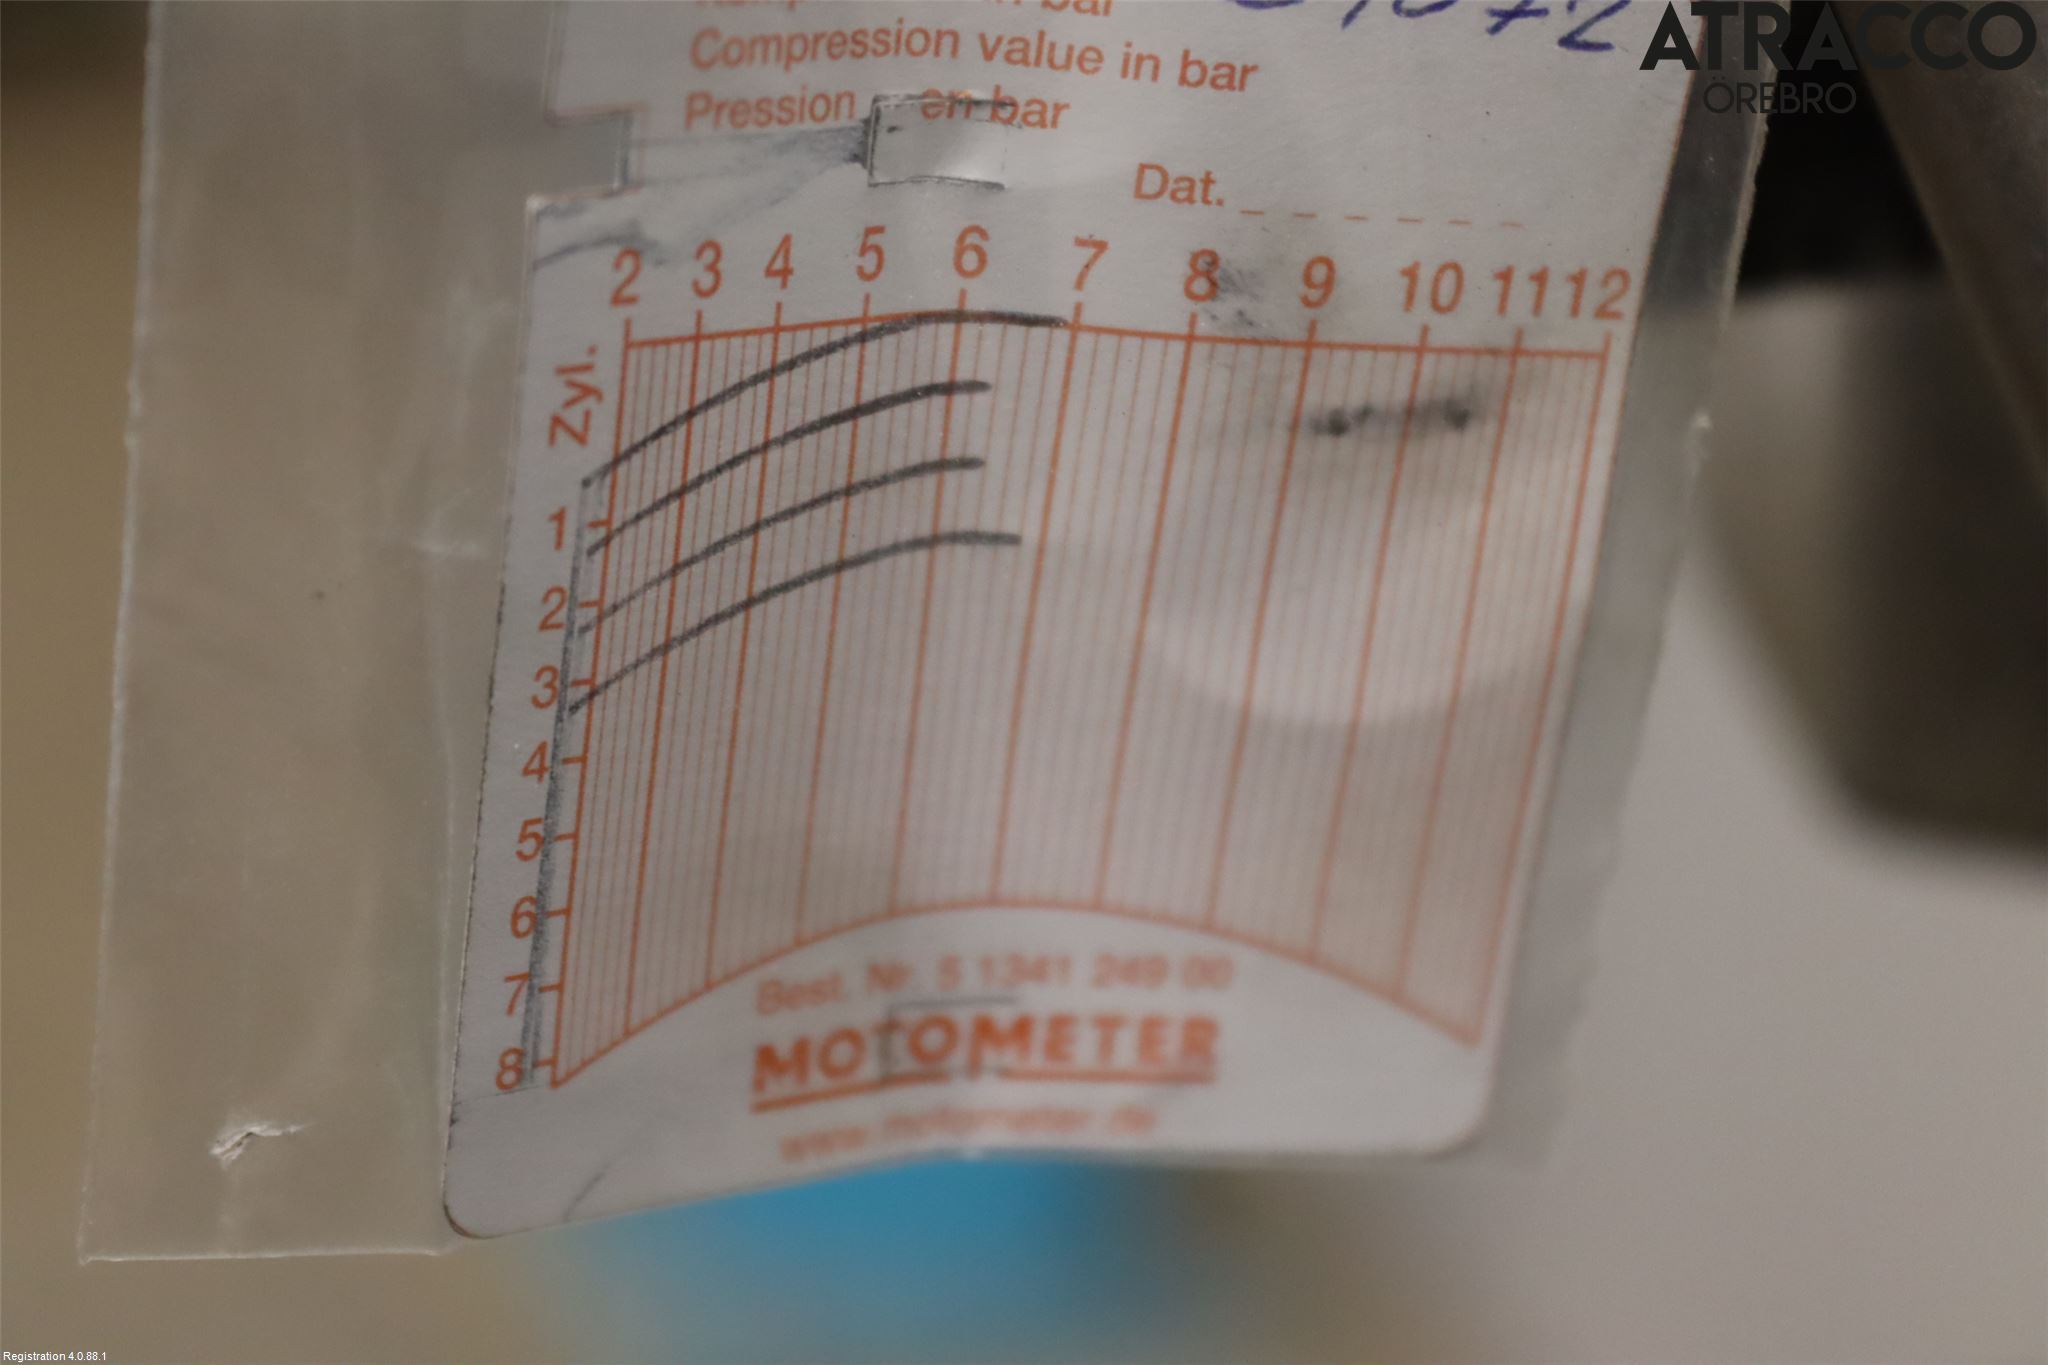 bar
Compression value in bar
Pression en bar
ATRACCO
ÖREBRO
Dat.
2 3 4 5 6 7 8 9 10 11 12
Zyl.
1
2
3
4
5
6
7
8
Best. Nr. 5 1341 249 00
MOTOMETER
www.motometer.de
Registration 4.0.88.1